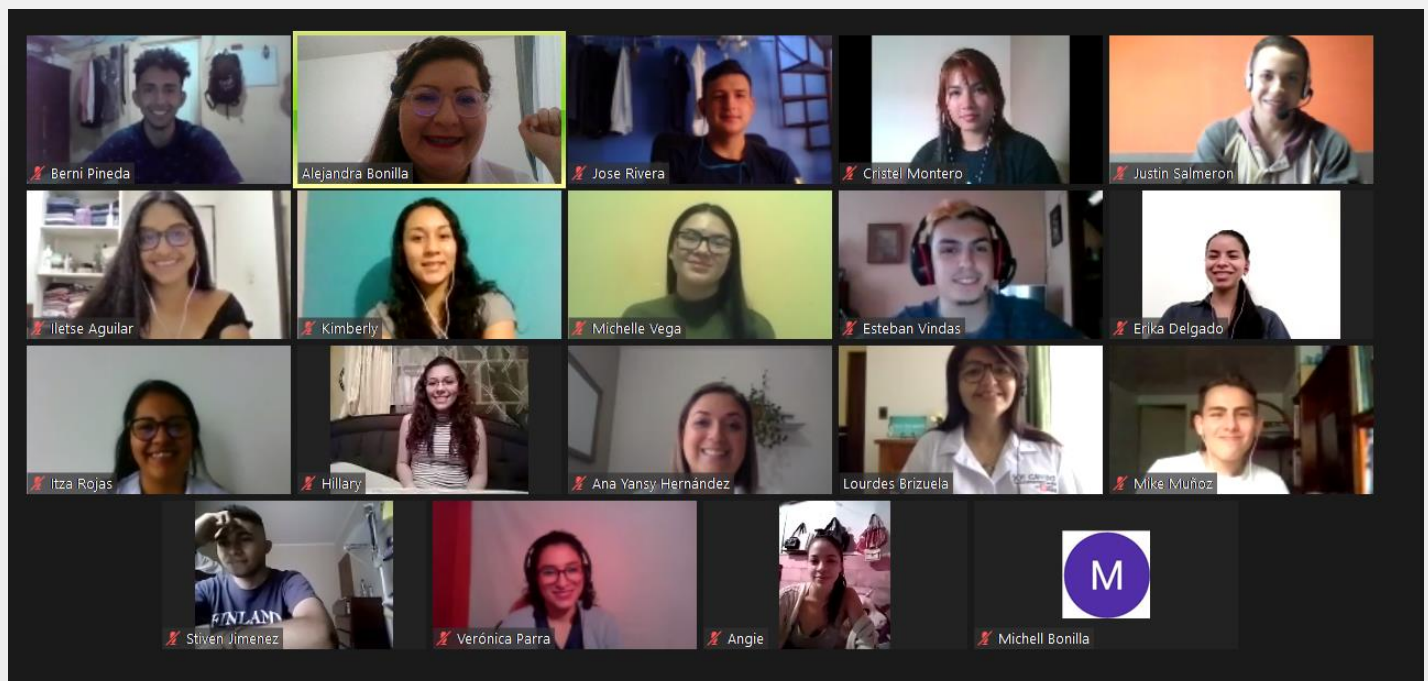 Berni Pineda
Alejandra Bonilla
Jose Rivera
Cristel Montero
Justin Salmeron
Iletse Aguilar
Kimberly
Michelle Vega
Esteban Vindas
Erika Delgado
Itza Rojas
Hillary
Ana Yansy Hernández
Lourdes Brizuela
Mike Muñoz
FINLAND
M
Stiven Jimenez
Verónica Parra
Angie
Michell Bonilla